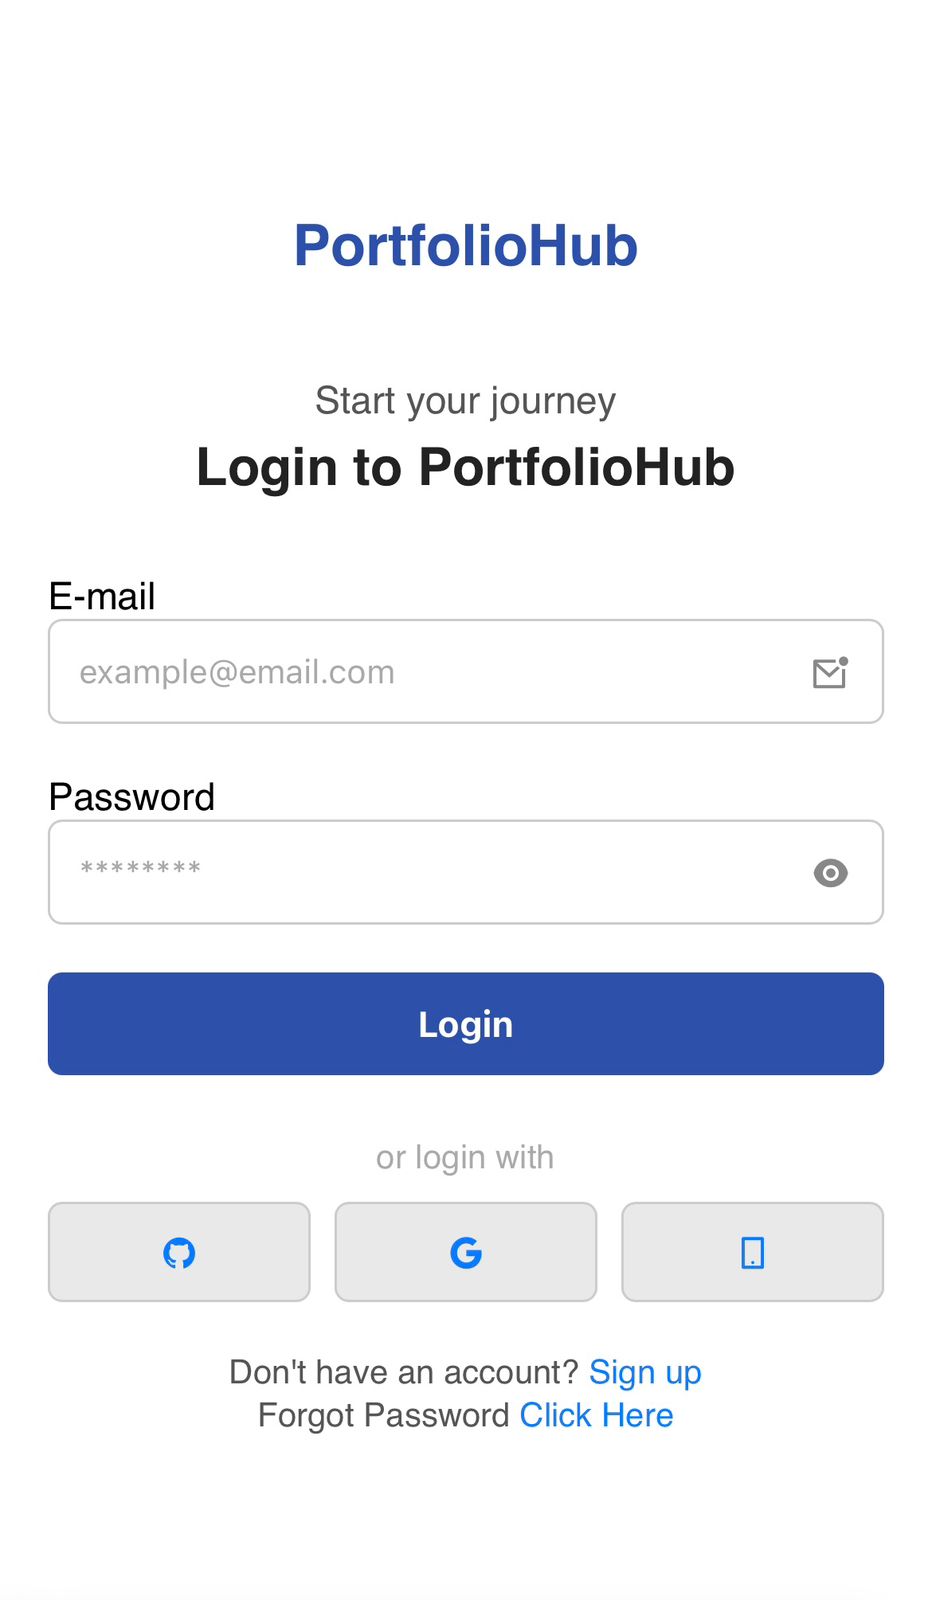 PortfolioHub
Start your journey
Login to PortfolioHub
E-mail
example@email.com
Password
********
Login
or login with
Don't have an account? Sign up
Forgot Password Click Here